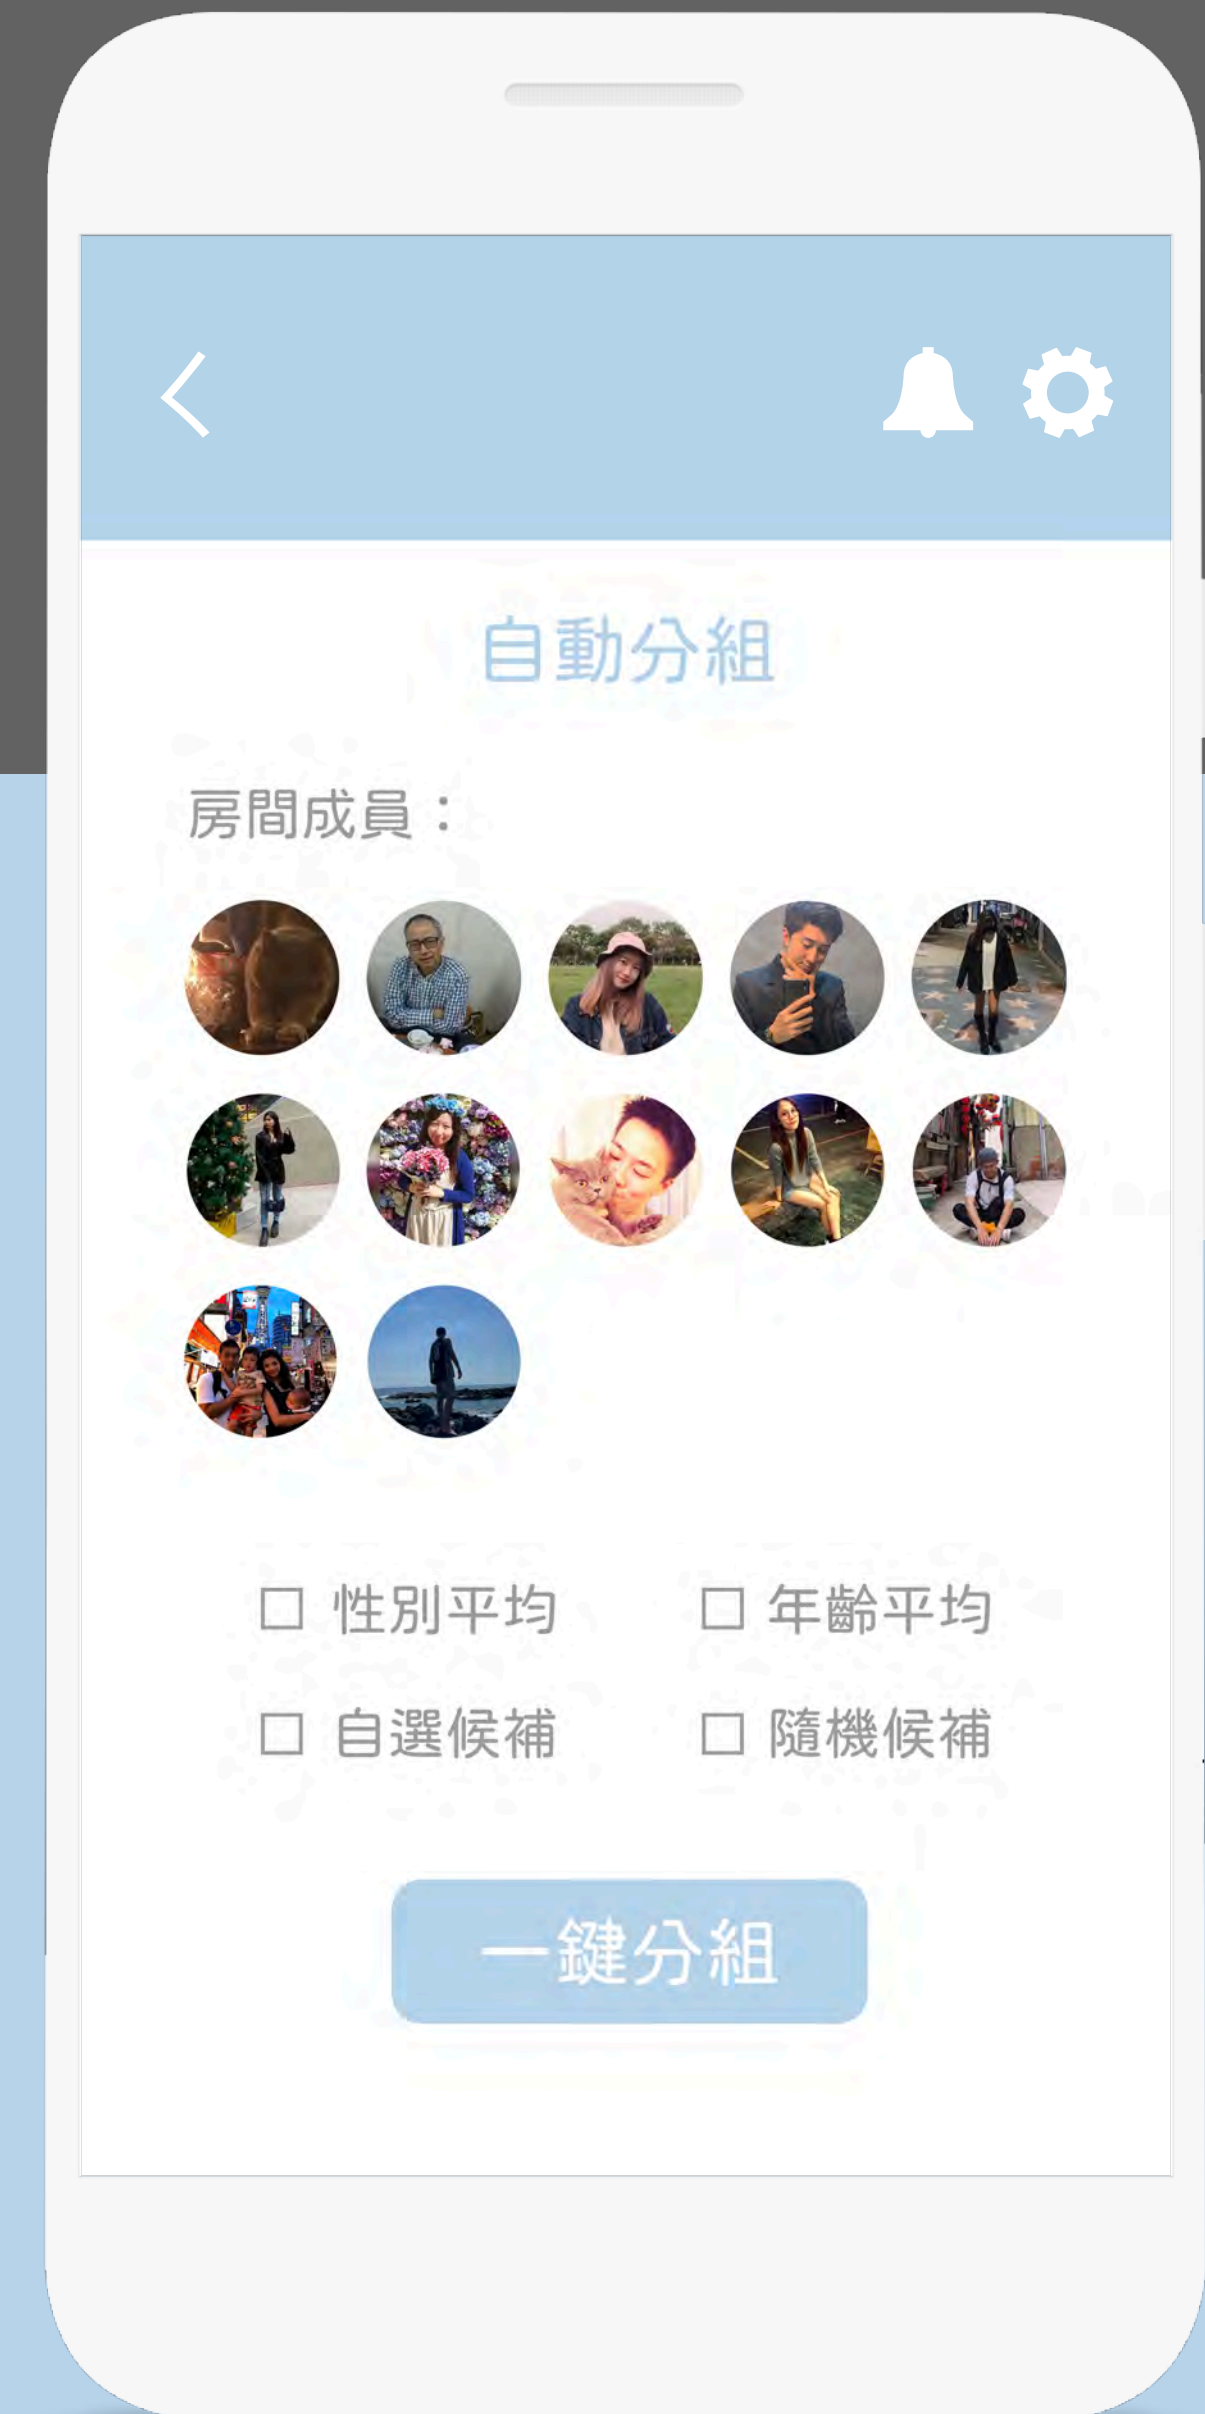 自動分組
房間成員：
□ 性別平均 □ 年齡平均
□ 自選候補 □ 隨機候補
一鍵分組